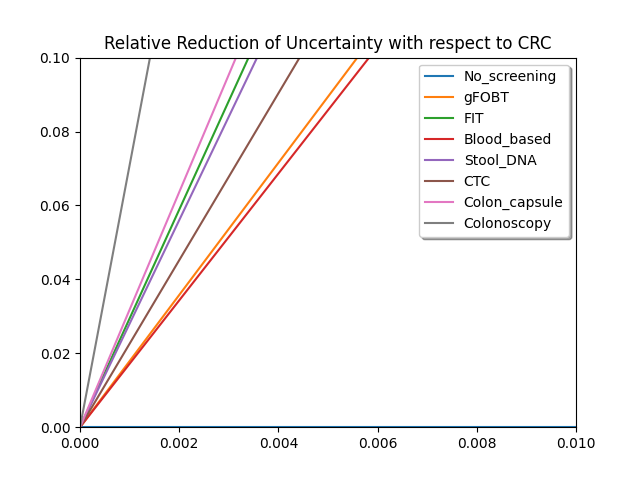 Relative Reduction of Uncertainty with respect to CRC
0.10
0.08
0.06
0.04
0.02
0.00
0.000 0.002 0.004 0.006 0.008 0.010
No_screening
gFOBT
FIT
Blood_based
Stool_DNA
CTC
Colon_capsule
Colonoscopy